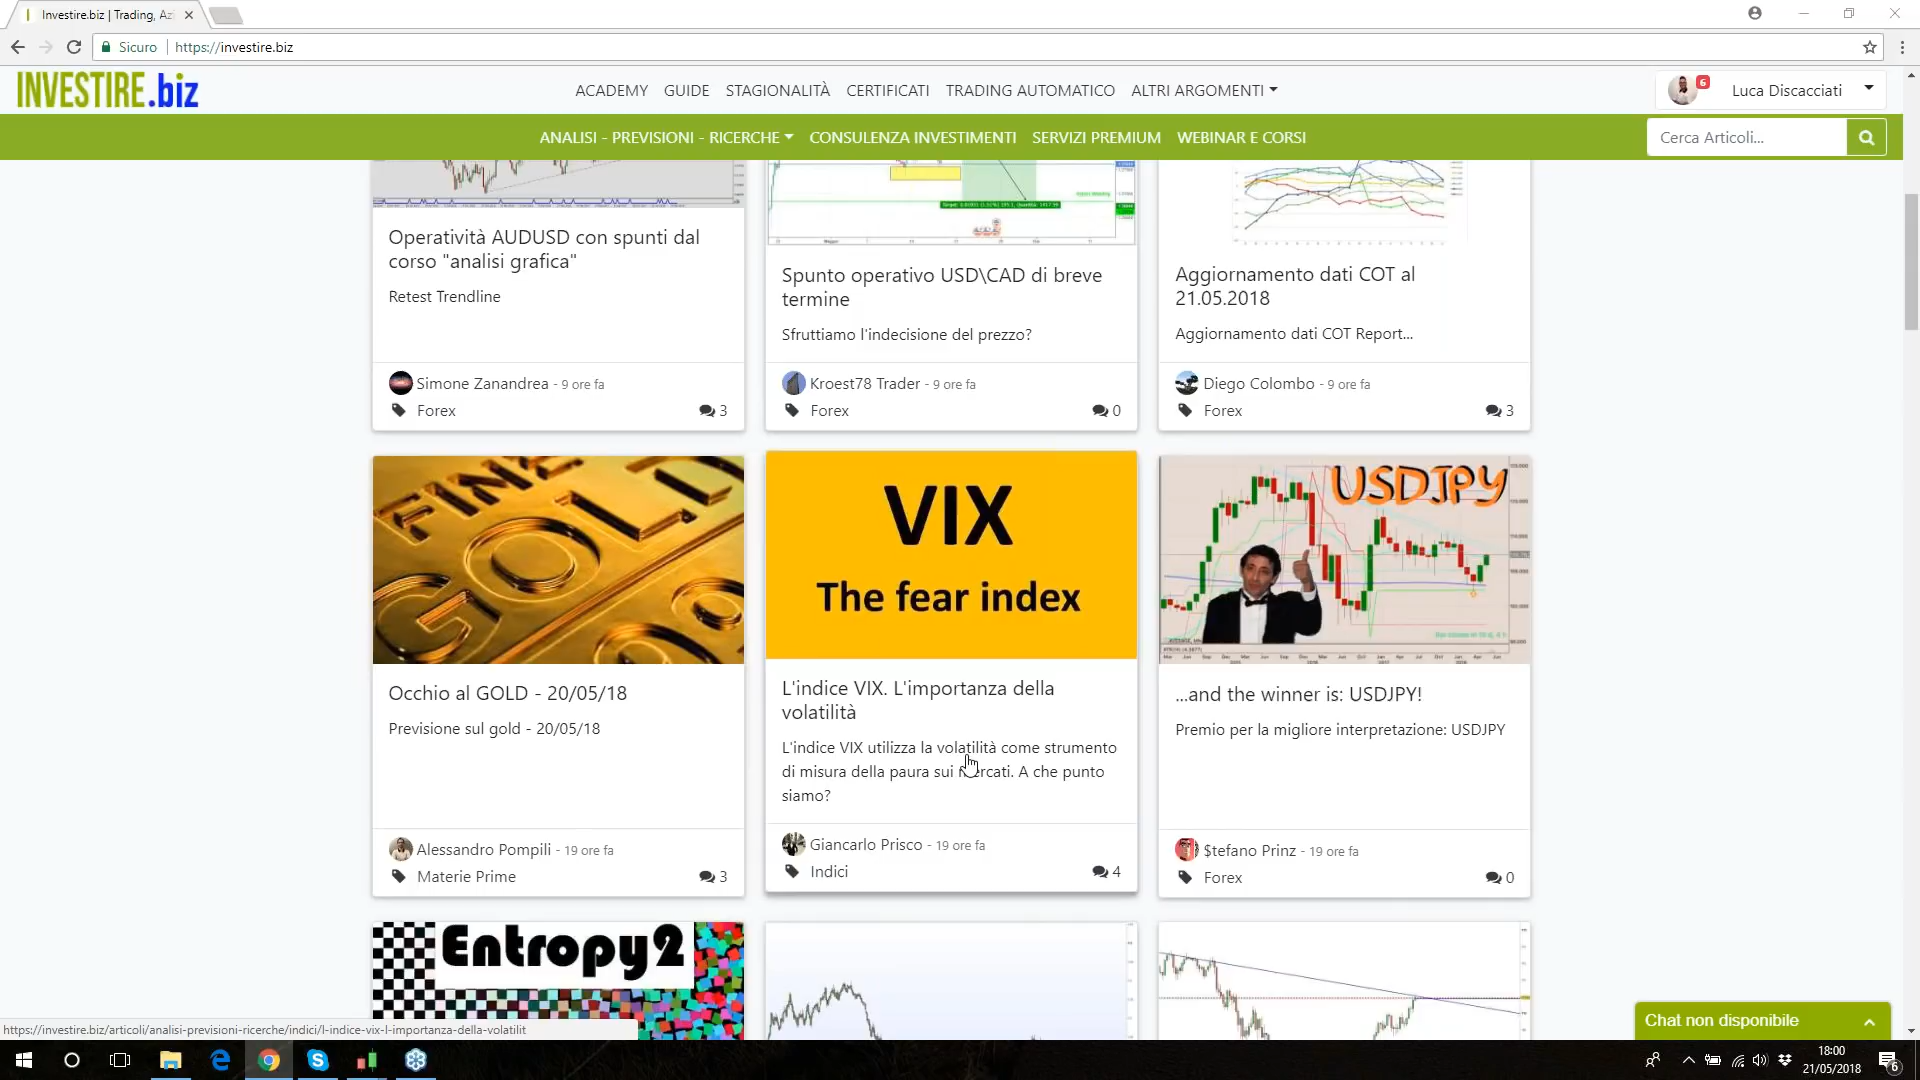 Investire.biz | Trading, Az
Sicuro
https://investire.biz
INVESTIRE.biz
ACADEMY GUIDE STAGIONALITÀ CERTIFICATI TRADING AUTOMATICO ALTRI ARGOMENTI
6
Luca Discacciati
ANALISI - PREVISIONI - RICERCHE CONSULENZA INVESTIMENTI SERVIZI PREMIUM WEBINAR E CORSI
Cerca Articoli...
Operatività AUDUSD con spunti dal
corso "analisi grafica"
Retest Trendline
Simone Zanandrea - 9 ore fa
Forex
3
Spunto operativo USD\CAD di breve
termine
Sfruttiamo l'indecisione del prezzo?
Kroest78 Trader - 9 ore fa
Forex
0
Aggiornamento dati COT al
21.05.2018
Aggiornamento dati COT Report...
Diego Colombo - 9 ore fa
Forex
3
FINE
GOLD
Occhio al GOLD - 20/05/18
Previsione sul gold - 20/05/18
Alessandro Pompili - 19 ore fa
Materie Prime
3
VIX
The fear index
L'indice VIX. L'importanza della
volatilità
L'indice VIX utilizza la volatilità come strumento
di misura della paura sui mercati. A che punto
siamo?
Giancarlo Prisco - 19 ore fa
Indici
4
USDJPY
...and the winner is: USDJPY!
Premio per la migliore interpretazione: USDJPY
$tefano Prinz - 19 ore fa
Forex
0
Entropy2
Chat non disponibile
https://investire.biz/articoli/analisi-previsioni-ricerche/indici/l-indice-vix-l-importanza-della-volatilit
18:00
21/05/2018
6